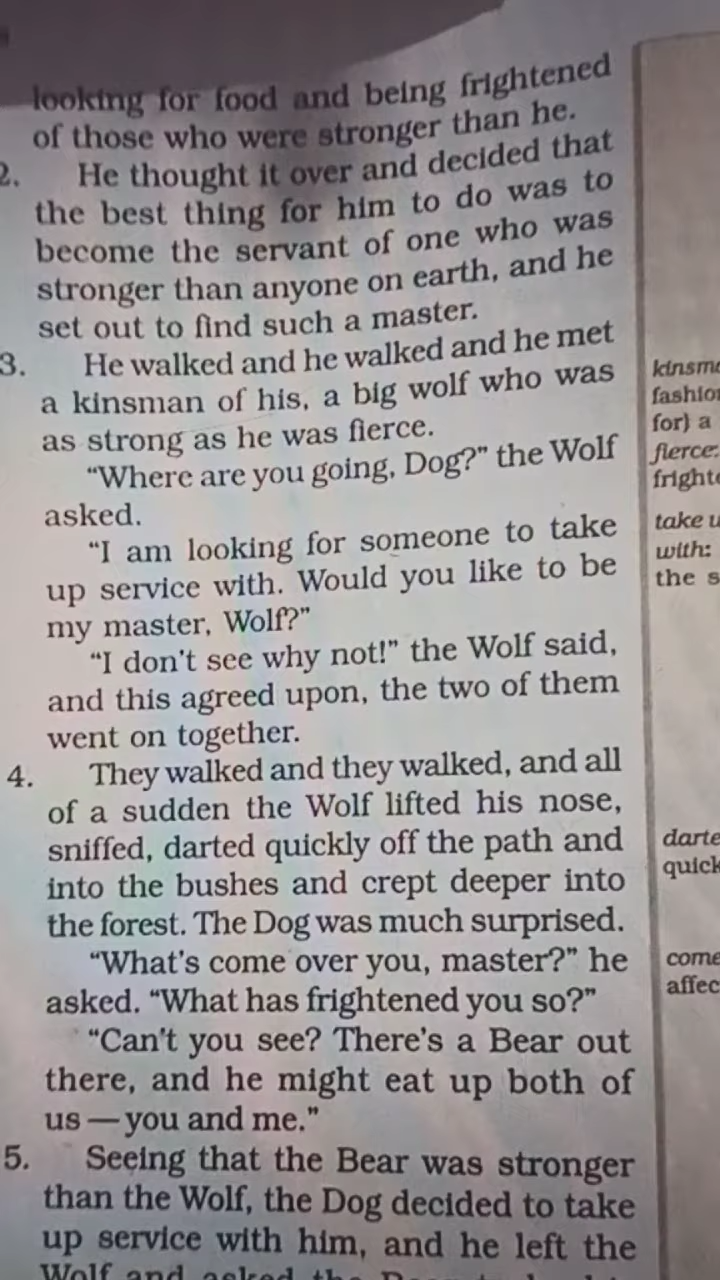 looking for food and being frightened
of those who were stronger than he.
2. He thought it over and decided that
the best thing for him to do was to
become the servant of one who was
stronger than anyone on earth, and he
set out to find such a master.
3. He walked and he walked and he met
a kinsman of his, a big wolf who was
as strong as he was fierce.
"Where are you going, Dog?" the Wolf
asked.
"I am looking for someone to take
up service with. Would you like to be
my master, Wolf?"
"I don't see why not!" the Wolf said,
and this agreed upon, the two of them
went on together.
4. They walked and they walked, and all
of a sudden the Wolf lifted his nose,
sniffed, darted quickly off the path and
into the bushes and crept deeper into
the forest. The Dog was much surprised.
"What's come over you, master?" he
asked. "What has frightened you so?"
"Can't you see? There's a Bear out
there, and he might eat up both of
us — you and me."
5. Seeing that the Bear was stronger
than the Wolf, the Dog decided to take
up service with him, and he left the
Wolf and asked the
for) a
fierce:
take
with:
the
come